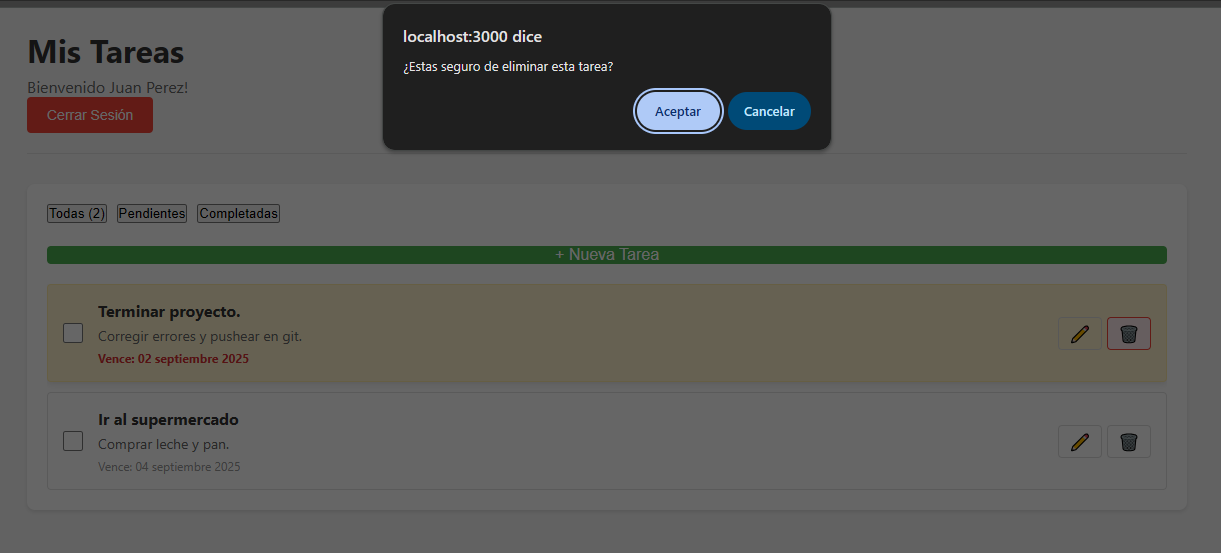 localhost:3000 dice
¿Estas seguro de eliminar esta tarea?
Aceptar Cancelar
Mis Tareas
Bienvenido Juan Perez!
Cerrar Sesión
Todas (2) Pendientes Completadas
+ Nueva Tarea
Terminar proyecto.
Corregir errores y pushear en git.
Vence: 02 septiembre 2025
Ir al supermercado
Comprar leche y pan.
Vence: 04 septiembre 2025